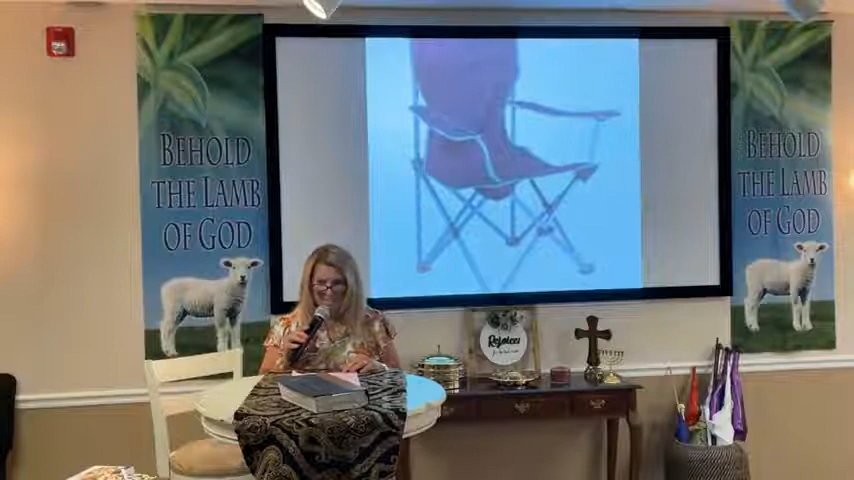 BEHOLD
THE LAMB
OF GOD
Rejoice
BEHOLD
THE LAMB
OF GOD